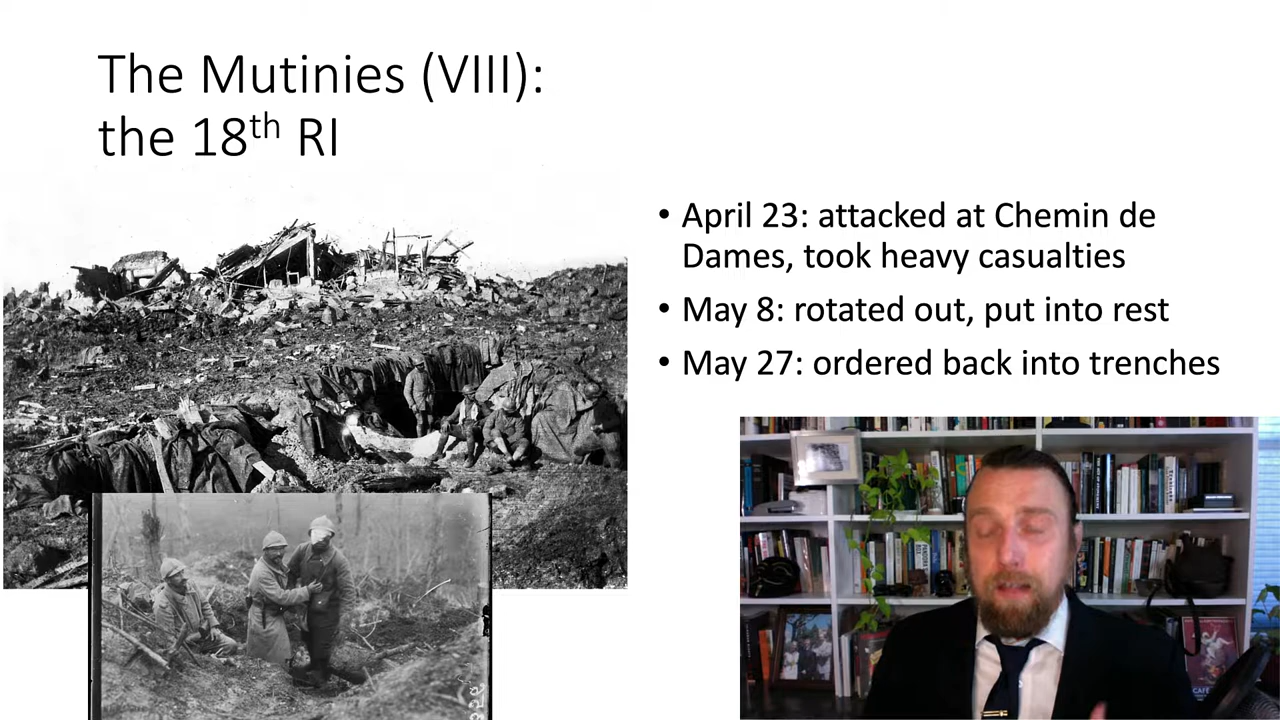 The Mutinies (VIII):
the 18th RI
• April 23: attacked at Chemin de
Dames, took heavy casualties
• May 8: rotated out, put into rest
• May 27: ordered back into trenches